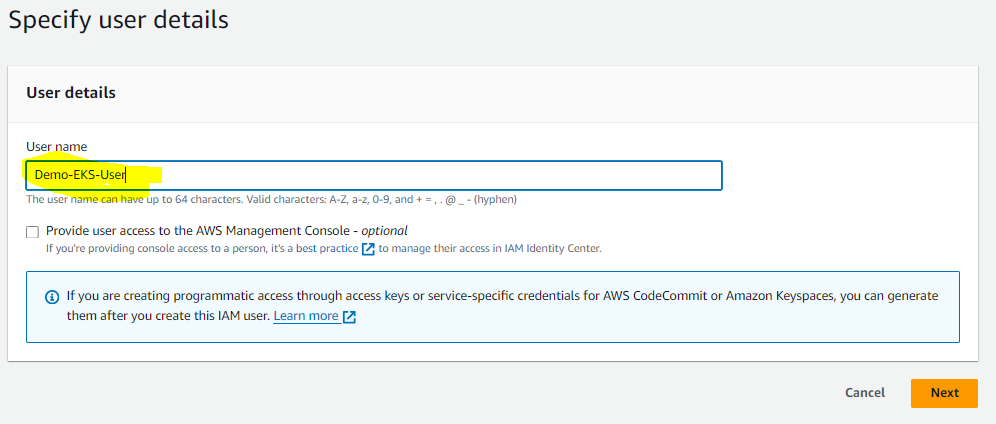 Specify user details
User details
User name
Demo-EKS-User
The user name can have up to 64 characters. Valid characters: A-Z, a-z, 0-9, and + = , . @ _ - (hyphen)
Provide user access to the AWS Management Console - optional
If you're providing console access to a person, it's a best practice to manage their access in IAM Identity Center.
If you are creating programmatic access through access keys or service-specific credentials for AWS CodeCommit or Amazon Keyspaces, you can generate
them after you create this IAM user. Learn more
Cancel Next